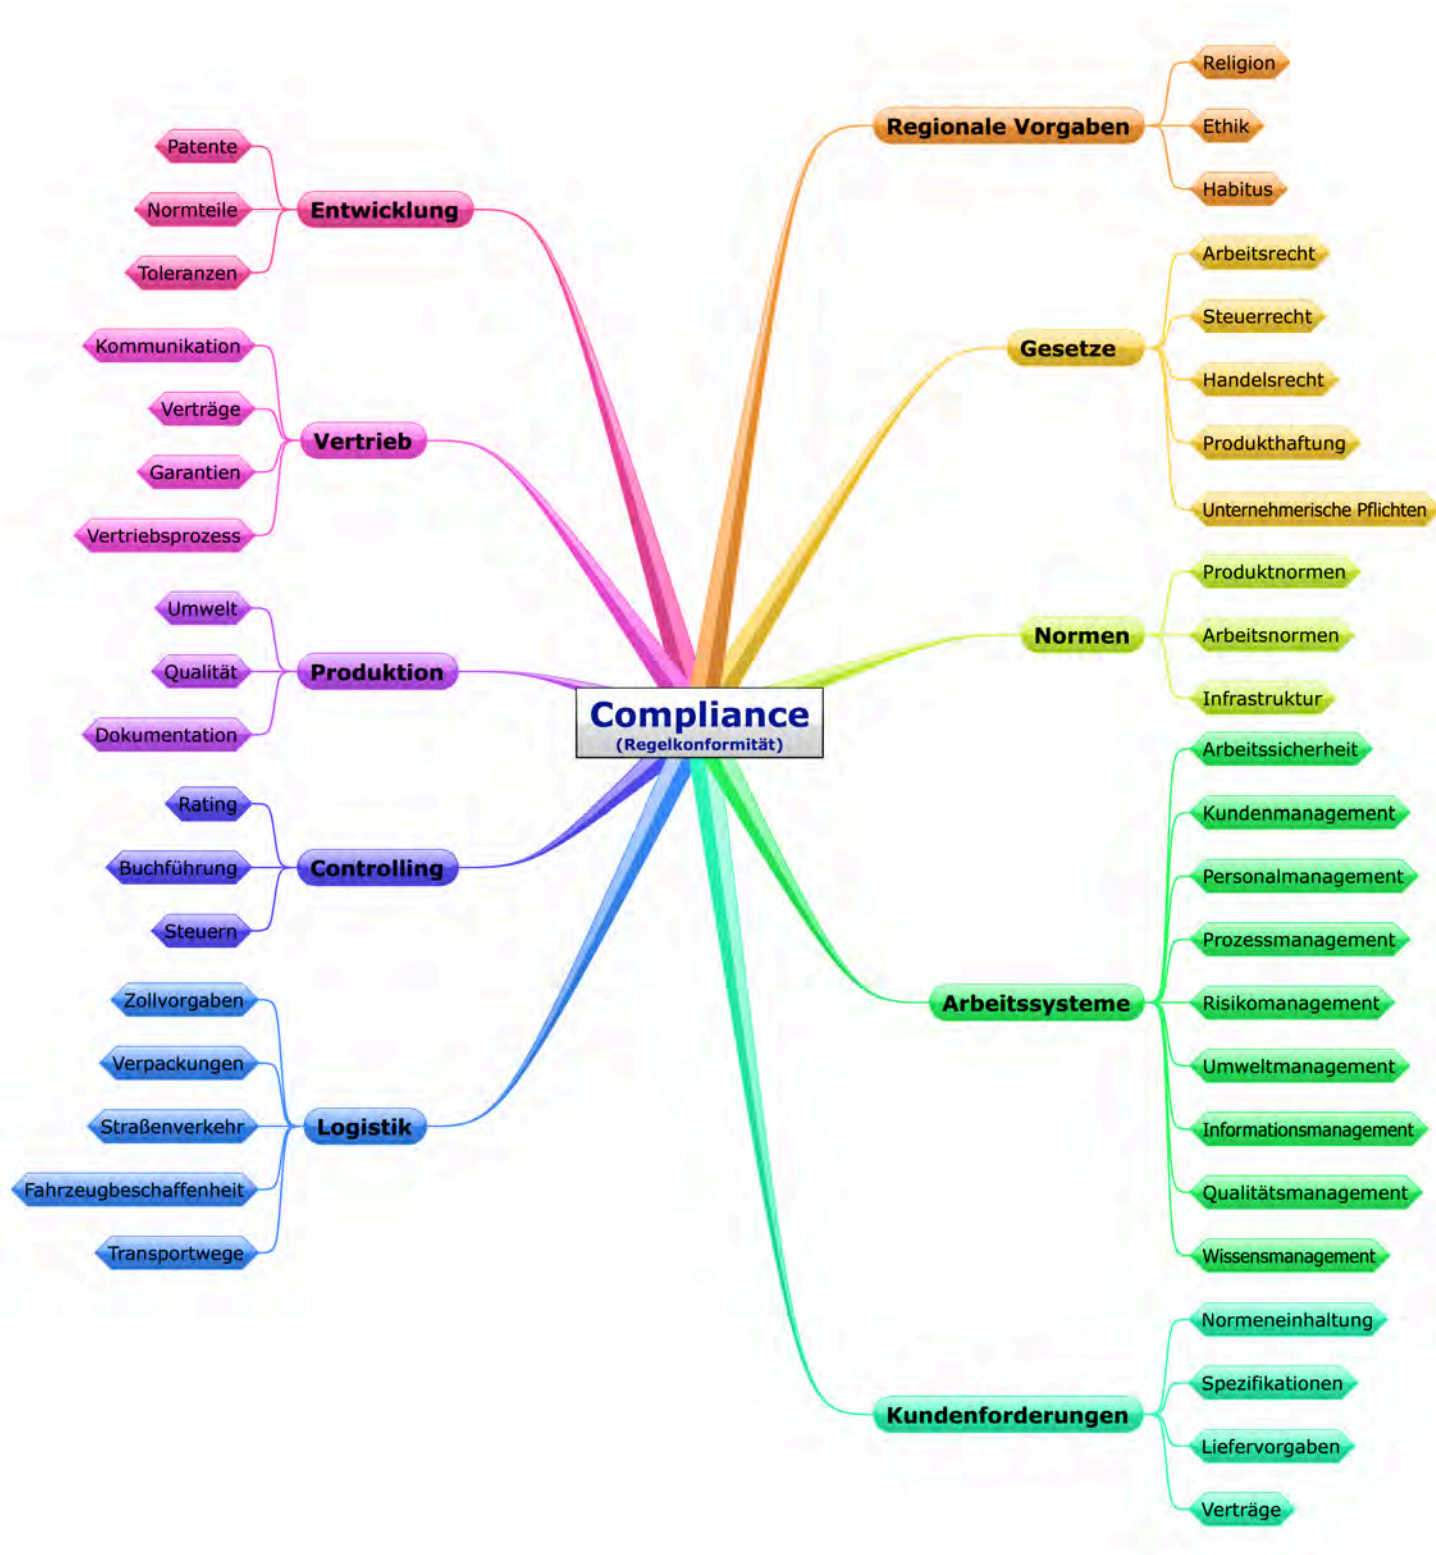 Compliance
(Regelkonformität)
Regionale Vorgaben
Religion
Ethik
Habitus
Gesetze
Arbeitsrecht
Steuerrecht
Handelsrecht
Produkthaftung
Unternehmerische Pflichten
Normen
Produktnormen
Arbeitsnormen
Infrastruktur
Arbeitssysteme
Arbeitssicherheit
Kundenmanagement
Personalmanagement
Prozessmanagement
Risikomanagement
Umweltmanagement
Informationsmanagement
Qualitätsmanagement
Wissensmanagement
Kundenforderungen
Normeneinhaltung
Spezifikationen
Liefervorgaben
Verträge
Entwicklung
Patente
Normteile
Toleranzen
Vertrieb
Kommunikation
Verträge
Garantien
Vertriebsprozess
Produktion
Umwelt
Qualität
Dokumentation
Controlling
Rating
Buchführung
Steuern
Logistik
Zollvorgaben
Verpackungen
Straßenverkehr
Fahrzeugbeschaffenheit
Transportwege